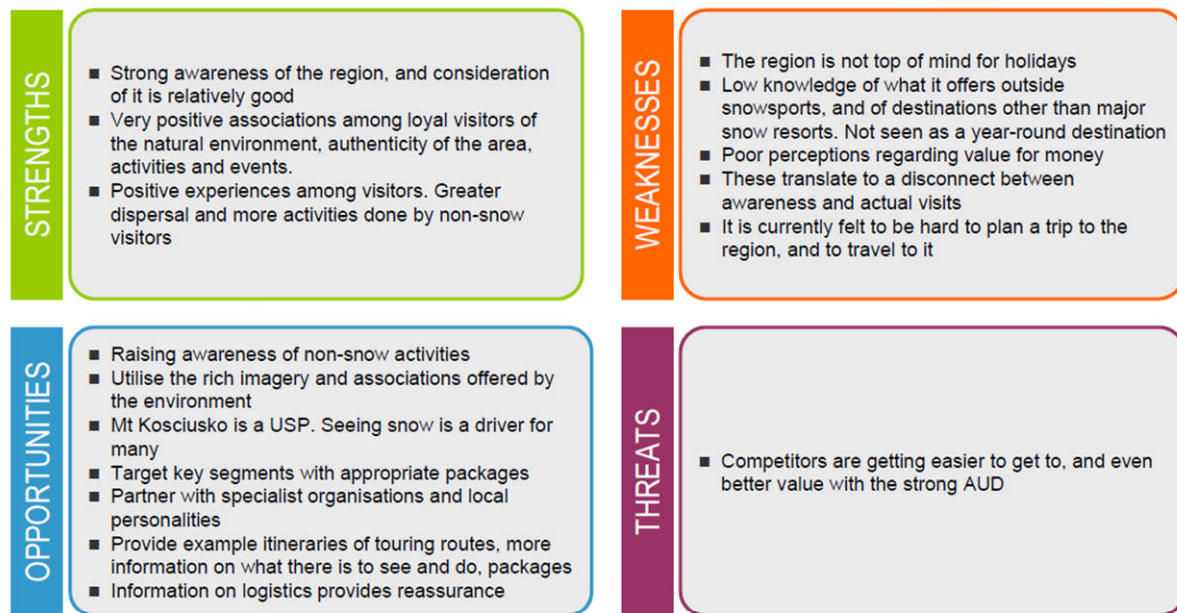 STRENGTHS
■ Strong awareness of the region, and consideration
of it is relatively good
■ Very positive associations among loyal visitors of
the natural environment, authenticity of the area,
activities and events.
■ Positive experiences among visitors. Greater
dispersal and more activities done by non-snow
visitors
WEAKNESSES
■ The region is not top of mind for holidays
■ Low knowledge of what it offers outside
snowsports, and of destinations other than major
snow resorts. Not seen as a year-round destination
■ Poor perceptions regarding value for money
■ These translate to a disconnect between
awareness and actual visits
■ It is currently felt to be hard to plan a trip to the
region, and to travel to it
OPPORTUNITIES
■ Raising awareness of non-snow activities
■ Utilise the rich imagery and associations offered by
the environment
■ Mt Kosciusko is a USP. Seeing snow is a driver for
many
■ Target key segments with appropriate packages
■ Partner with specialist organisations and local
personalities
■ Provide example itineraries of touring routes, more
information on what there is to see and do, packages
■ Information on logistics provides reassurance
THREATS
■ Competitors are getting easier to get to, and even
better value with the strong AUD